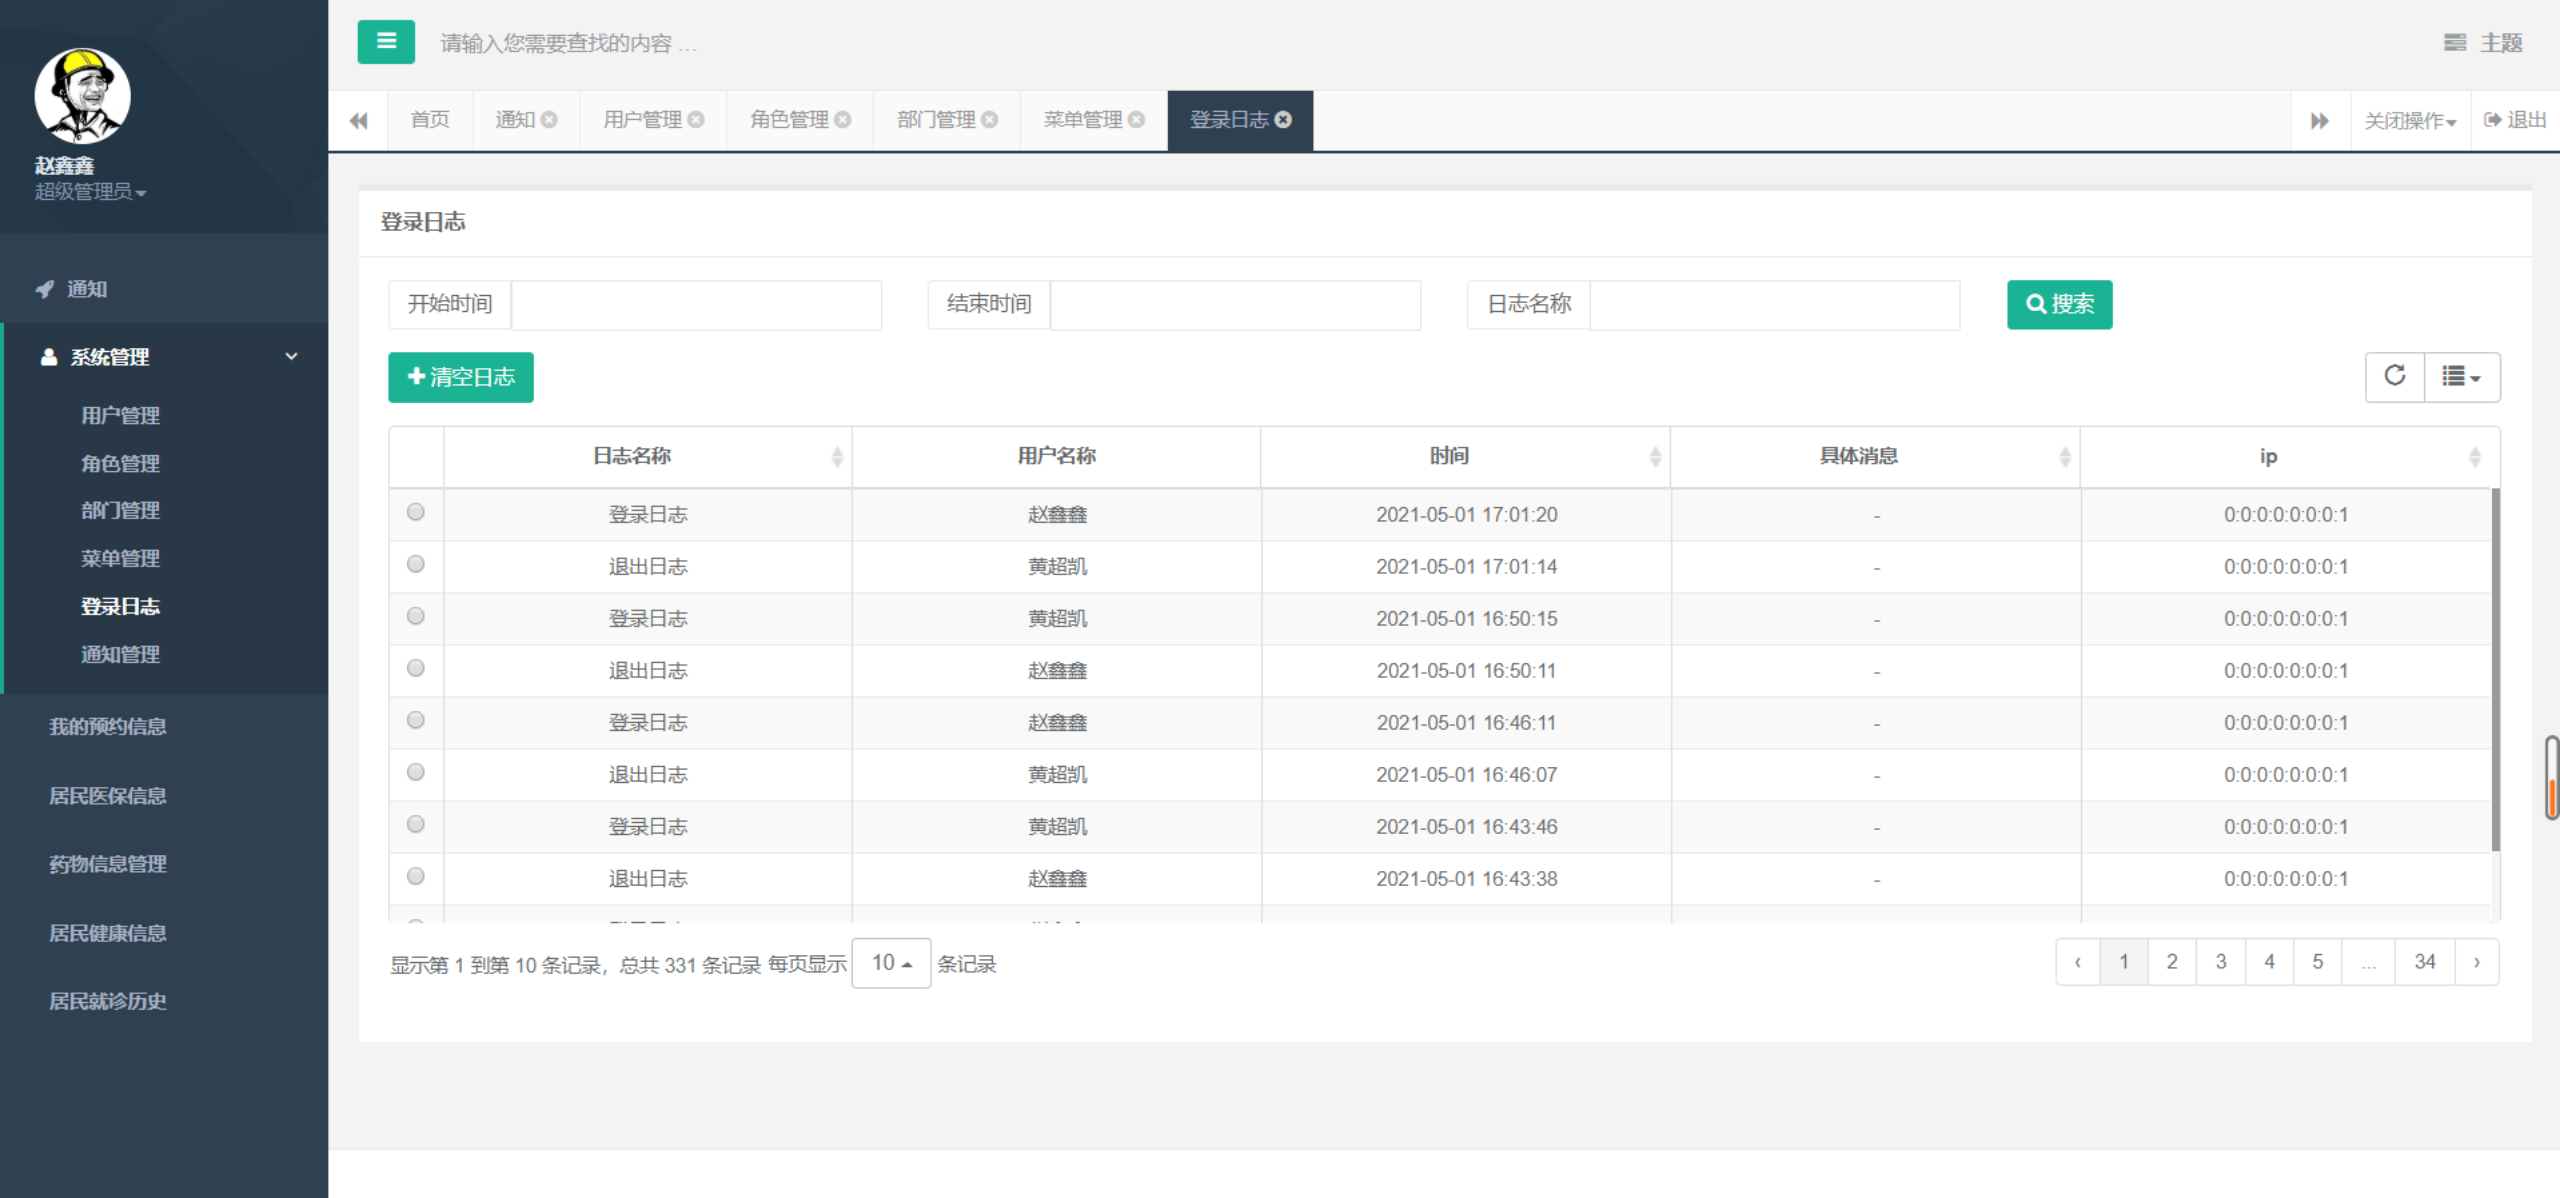 请输入您需要查找的内容 …
主题
首页 通知 用户管理 角色管理 部门管理 菜单管理 登录日志 关闭操作 退出
赵鑫鑫
超级管理员
通知
系统管理
用户管理
角色管理
部门管理
菜单管理
登录日志
通知管理
我的预约信息
居民医保信息
药物信息管理
居民健康信息
居民就诊历史
登录日志
开始时间 结束时间 日志名称 搜索
清空日志
日志名称 用户名称 时间 具体消息 ip
登录日志 赵鑫鑫 2021-05-01 17:01:20 - 0:0:0:0:0:0:0:1
退出日志 黄超凯 2021-05-01 17:01:14 - 0:0:0:0:0:0:0:1
登录日志 黄超凯 2021-05-01 16:50:15 - 0:0:0:0:0:0:0:1
退出日志 赵鑫鑫 2021-05-01 16:50:11 - 0:0:0:0:0:0:0:1
登录日志 赵鑫鑫 2021-05-01 16:46:11 - 0:0:0:0:0:0:0:1
退出日志 黄超凯 2021-05-01 16:46:07 - 0:0:0:0:0:0:0:1
登录日志 黄超凯 2021-05-01 16:43:46 - 0:0:0:0:0:0:0:1
退出日志 赵鑫鑫 2021-05-01 16:43:38 - 0:0:0:0:0:0:0:1
显示第 1 到第 10 条记录，总共 331 条记录 每页显示 10 条记录
‹ 1 2 3 4 5 ... 34 ›